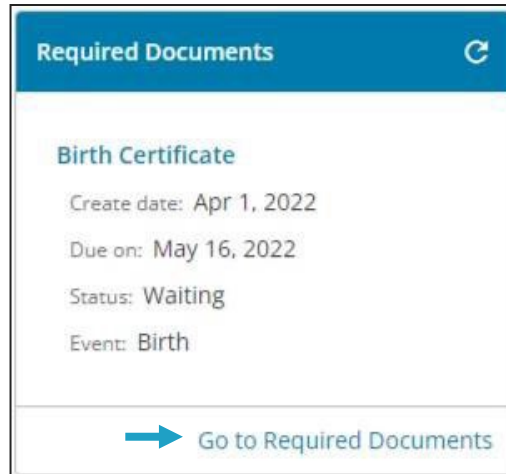 Required Documents
Birth Certificate
Create date: Apr 1, 2022
Due on: May 16, 2022
Status: Waiting
Event: Birth
Go to Required Documents